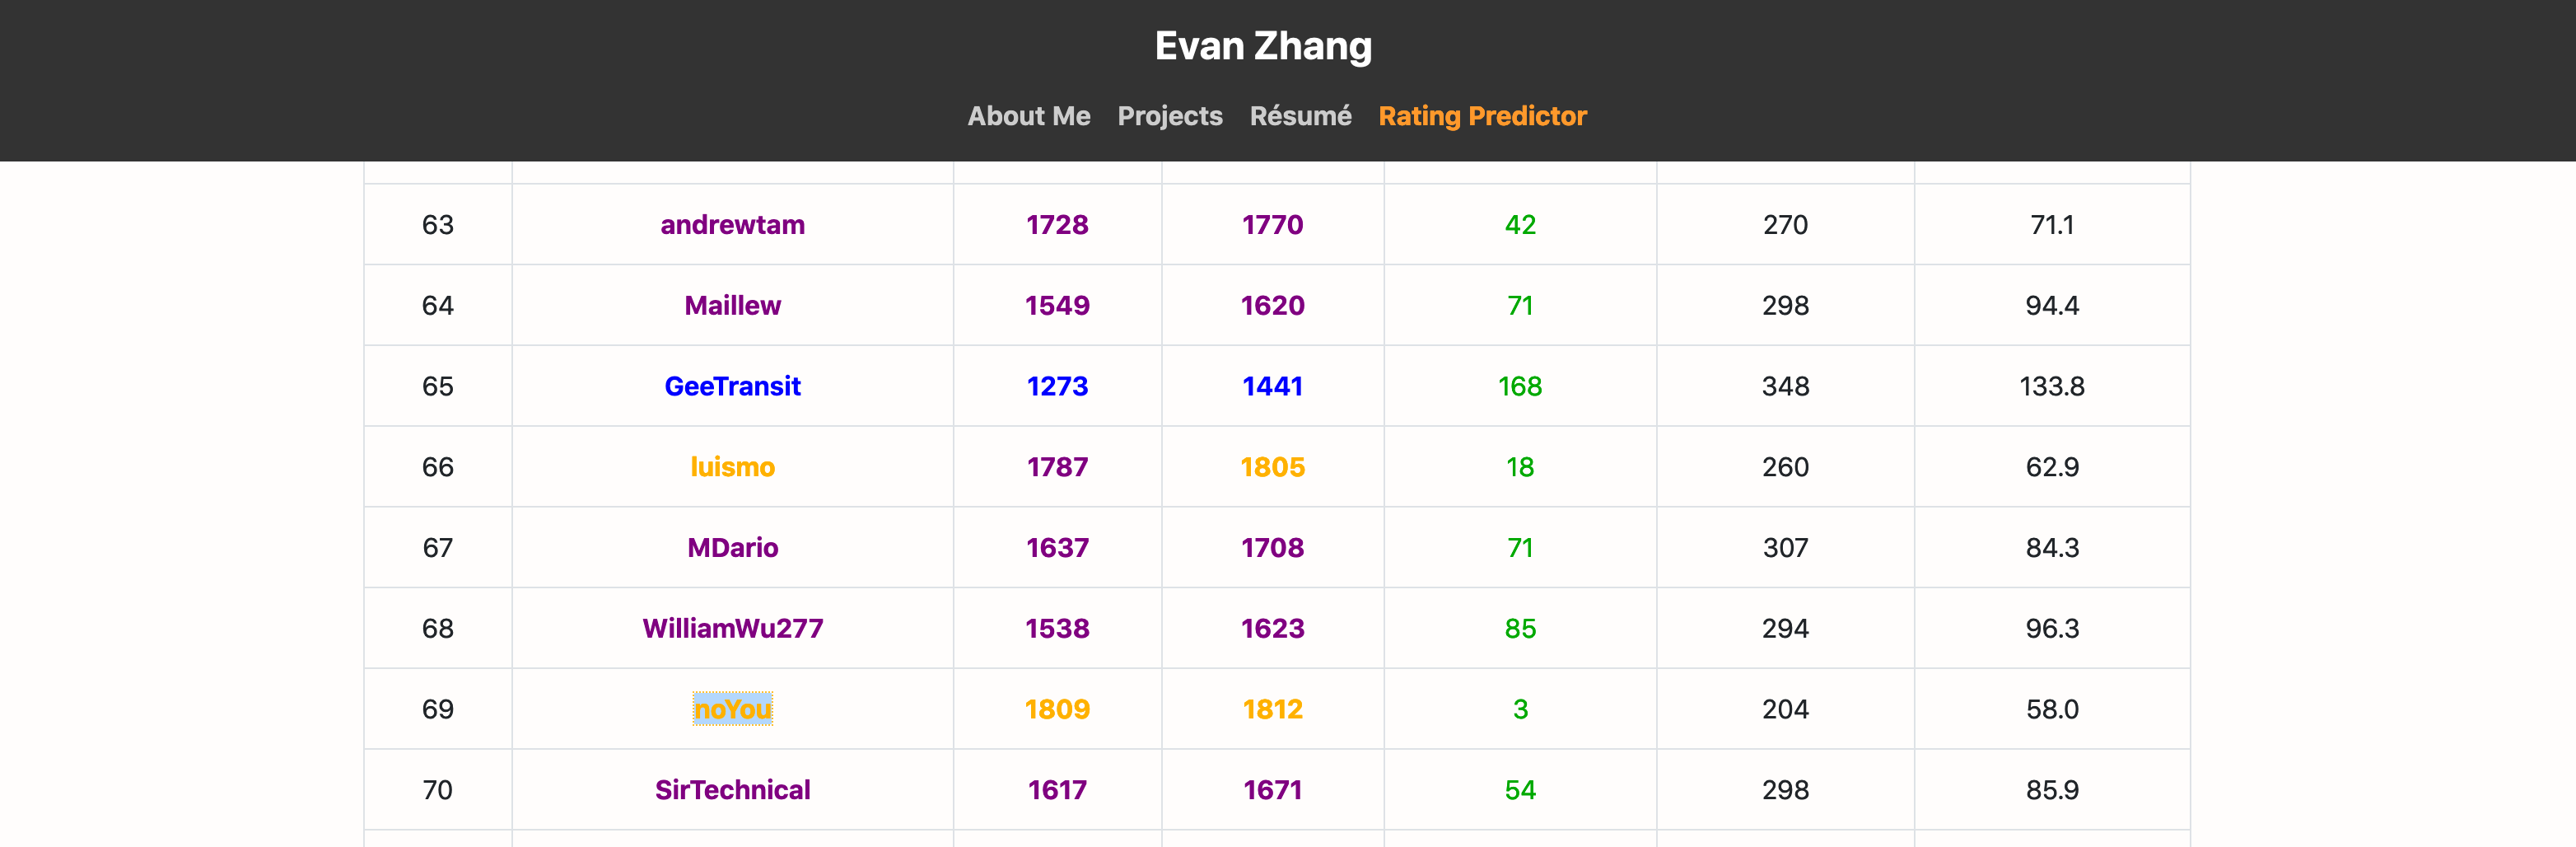 Evan Zhang
About Me Projects Résumé Rating Predictor
63 andrewtam 1728 1770 42 270 71.1
64 Maillew 1549 1620 71 298 94.4
65 GeeTransit 1273 1441 168 348 133.8
66 luismo 1787 1805 18 260 62.9
67 MDario 1637 1708 71 307 84.3
68 WilliamWu277 1538 1623 85 294 96.3
69 noYou 1809 1812 3 204 58.0
70 SirTechnical 1617 1671 54 298 85.9